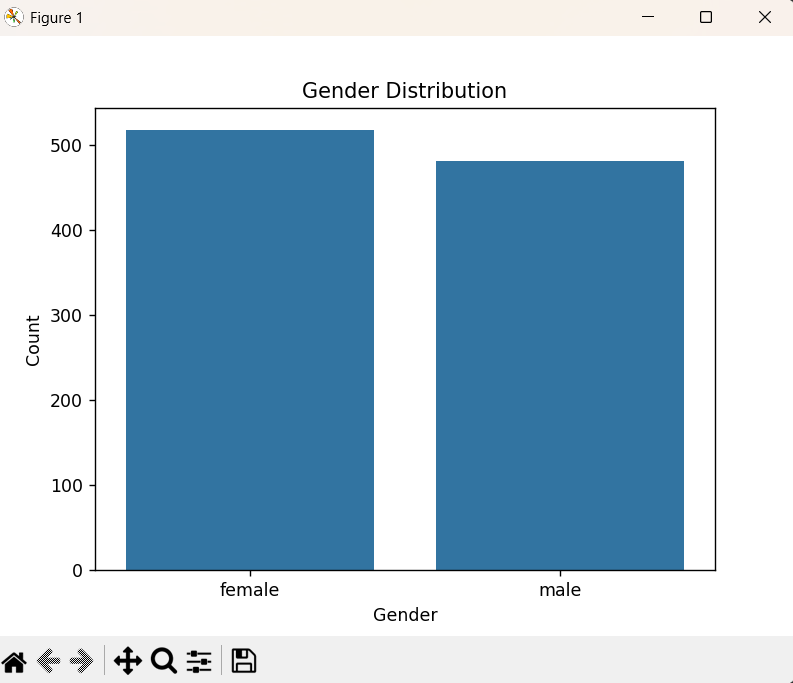 Figure 1
Gender Distribution
500
400
300
200
100
0
Count
female male
Gender